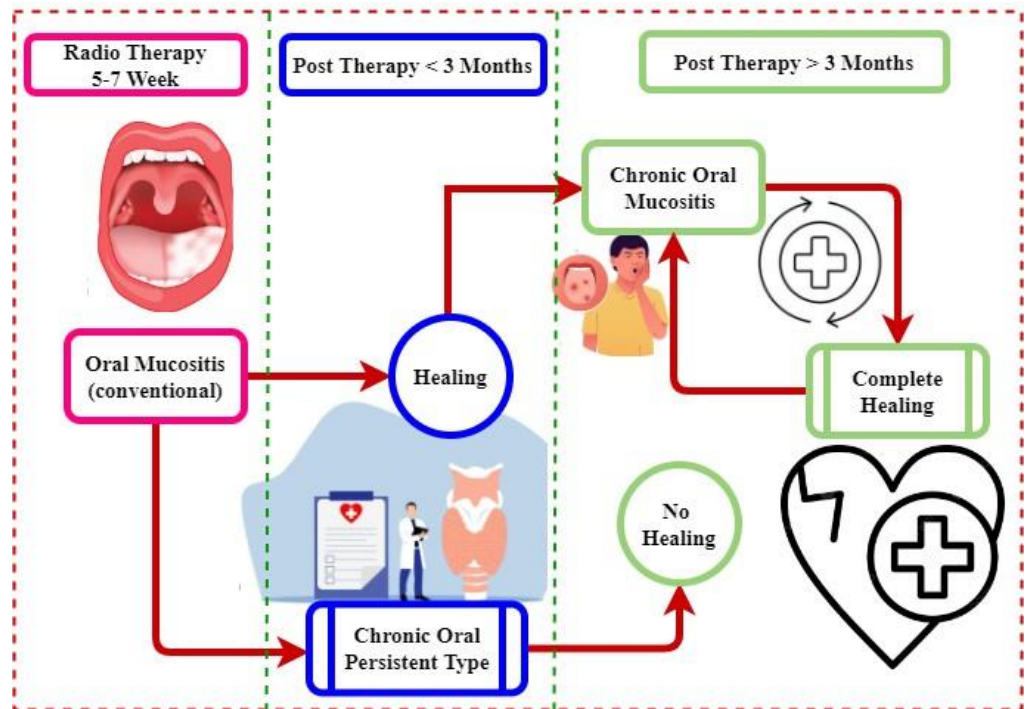 Radio Therapy
5-7 Week
Post Therapy < 3 Months
Post Therapy > 3 Months
Chronic Oral
Mucositis
Oral Mucositis
(conventional)
Healing
Complete
Healing
No
Healing
Chronic Oral
Persistent Type